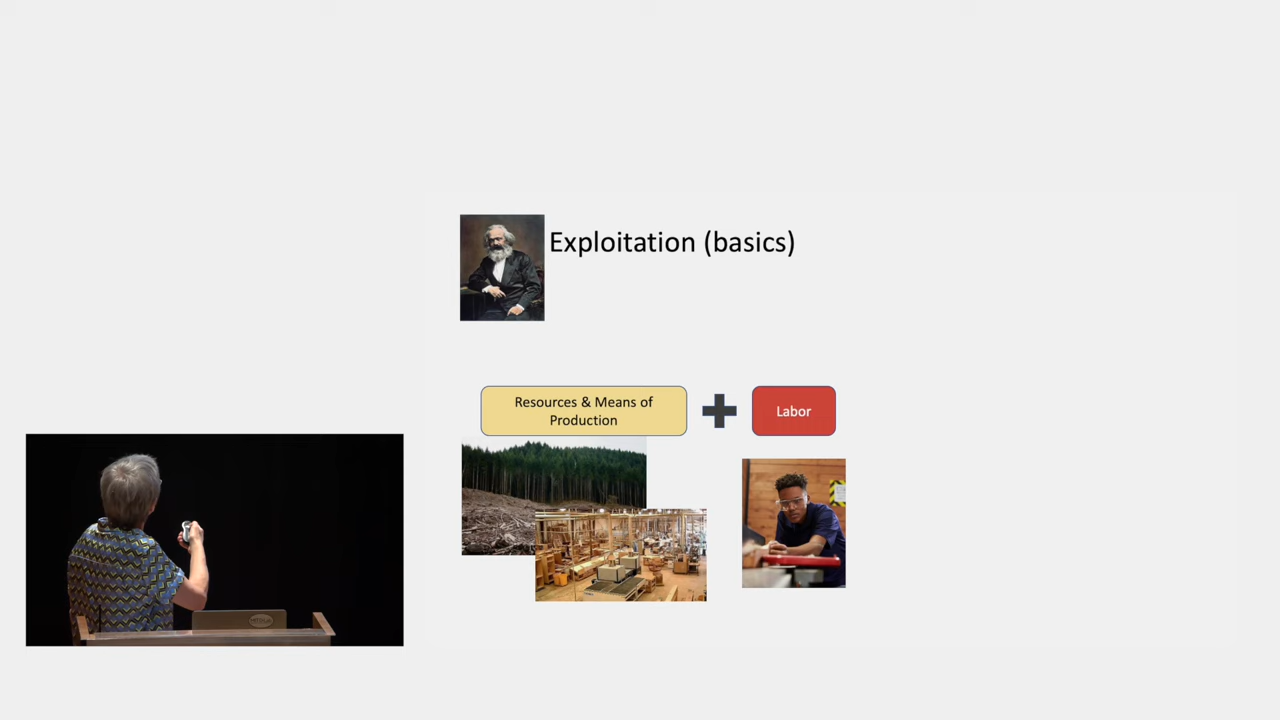 Exploitation (basics)
Resources & Means of
Production
Labor